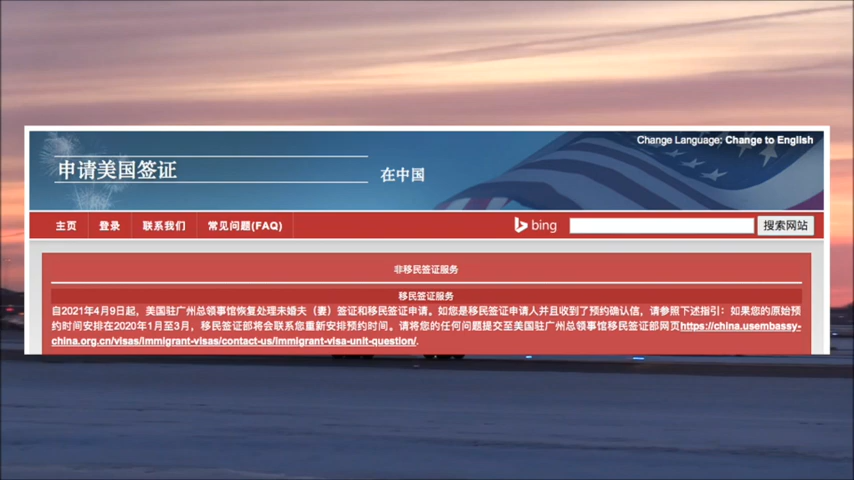 Change Language: Change to English
申请美国签证
在中国
主页 登录 联系我们 常见问题(FAQ) bing 搜索网站
非移民签证服务
移民签证服务
自2021年4月9日起，美国驻广州总领事馆恢复处理未婚夫（妻）签证和移民签证申请。如您是移民签证申请人并且收到了预约确认信，请参照下述指引：如果您的原始预
约时间安排在2020年1月至3月，移民签证部将会联系您重新安排预约时间。请将您的任何问题提交至美国驻广州总领事馆移民签证部网页https://china.usembassy-
china.org.cn/visas/immigrant-visas/contact-us/immigrant-visa-unit-question/.